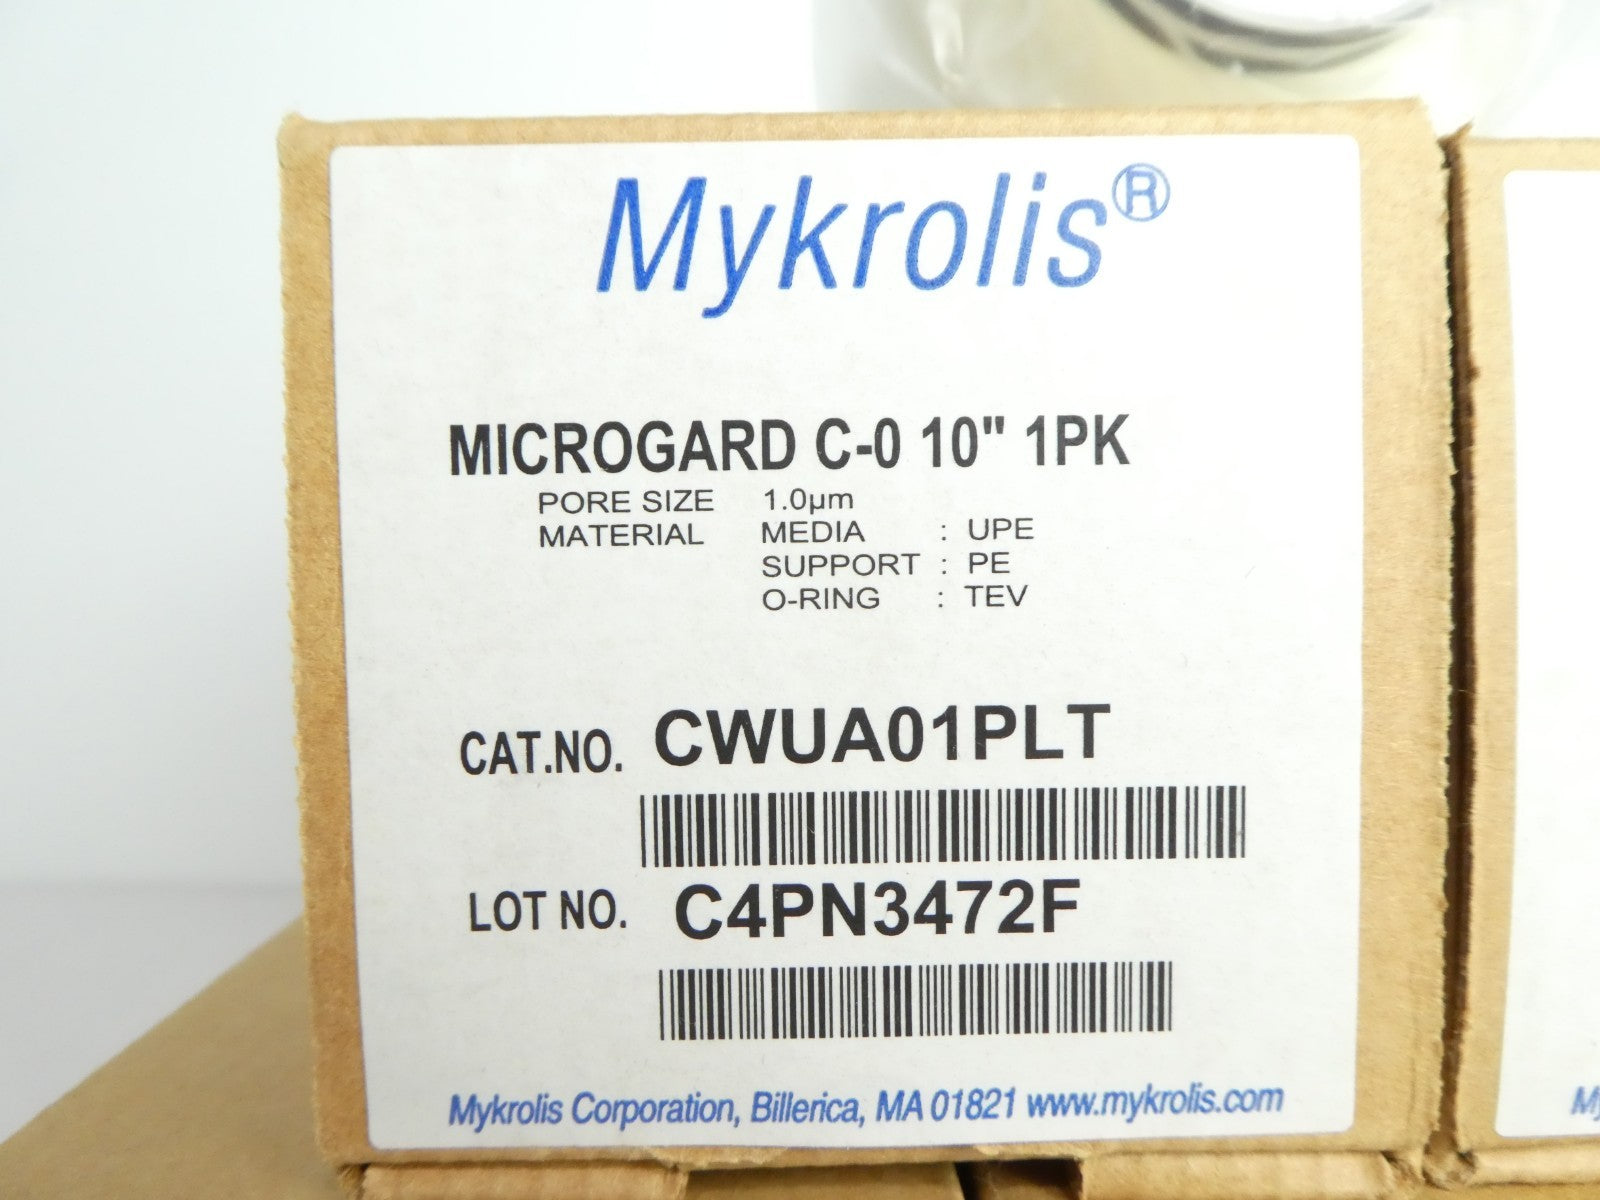 Mykrolis®
MICROGARD C-0 10" 1PK
PORE SIZE 1.0µm
MATERIAL MEDIA : UPE
SUPPORT : PE
O-RING : TEV
CAT.NO. CWUA01PLT
LOT NO. C4PN3472F
Mykrolis Corporation, Billerica, MA 01821 www.mykrolis.com